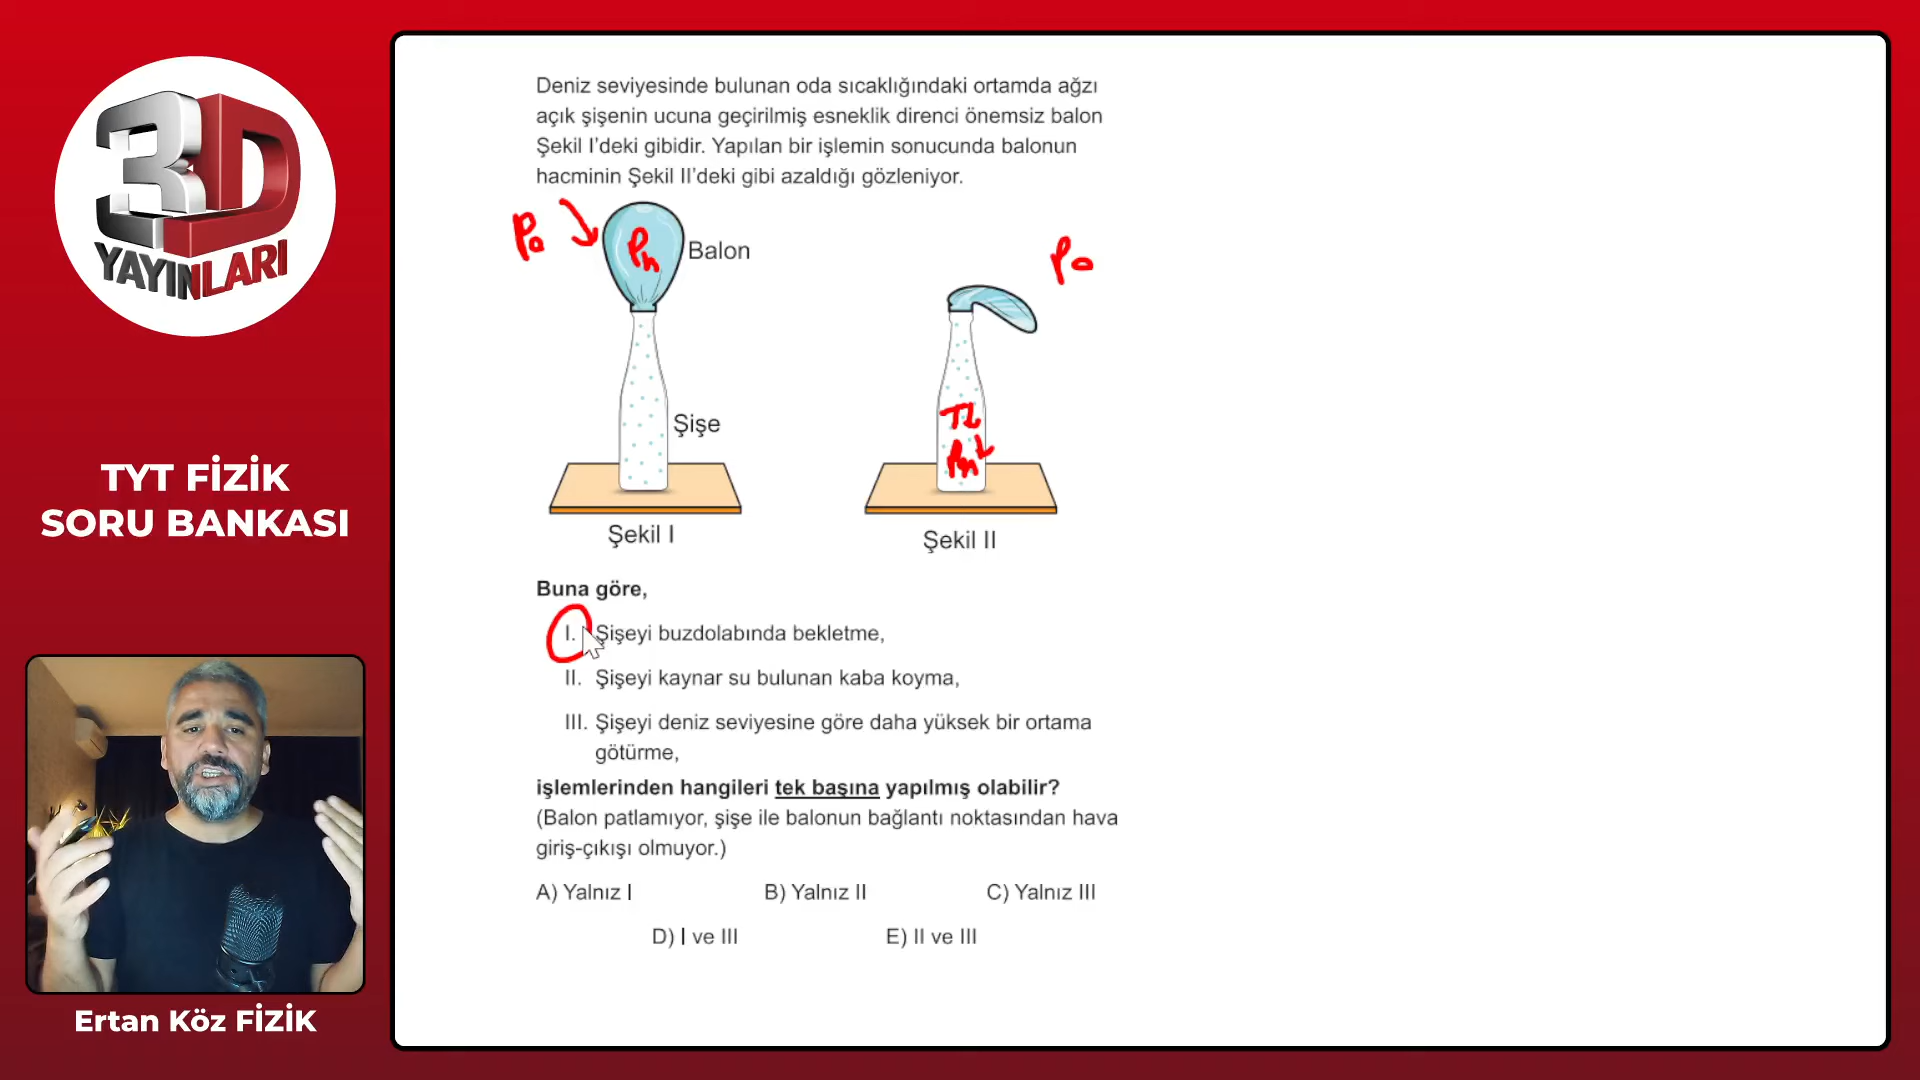 3D
YAYINLARI
TYT FİZİK
SORU BANKASI
Ertan Köz FİZİK
Deniz seviyesinde bulunan oda sıcaklığındaki ortamda ağzı
açık şişenin ucuna geçirilmiş esneklik direnci önemsiz balon
Şekil I'deki gibidir. Yapılan bir işlemin sonucunda balonun
hacminin Şekil II'deki gibi azaldığı gözleniyor.
P₀
Pₕ
Balon
P₀
Şişe
T↓
Pₕ↓
Şekil I
Şekil II
Buna göre,
I. Şişeyi buzdolabında bekletme,
II. Şişeyi kaynar su bulunan kaba koyma,
III. Şişeyi deniz seviyesine göre daha yüksek bir ortama
götürme,
işlemlerinden hangileri tek başına yapılmış olabilir?
(Balon patlamıyor, şişe ile balonun bağlantı noktasından hava
giriş-çıkışı olmuyor.)
A) Yalnız I
B) Yalnız II
C) Yalnız III
D) I ve III
E) II ve III